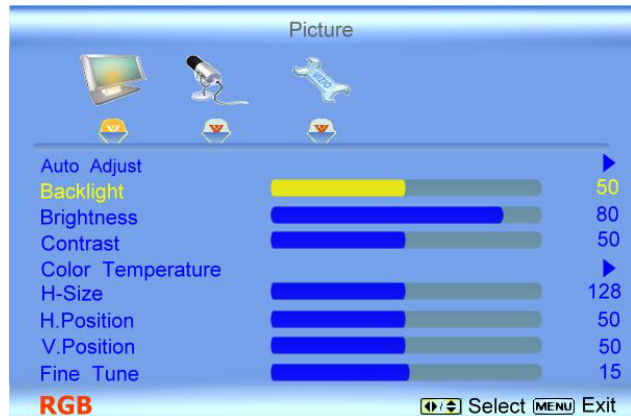 Picture
VIZIO
Auto Adjust
Backlight 50
Brightness 80
Contrast 50
Color Temperature
H-Size 128
H.Position 50
V.Position 50
Fine Tune 15
RGB Select MENU Exit